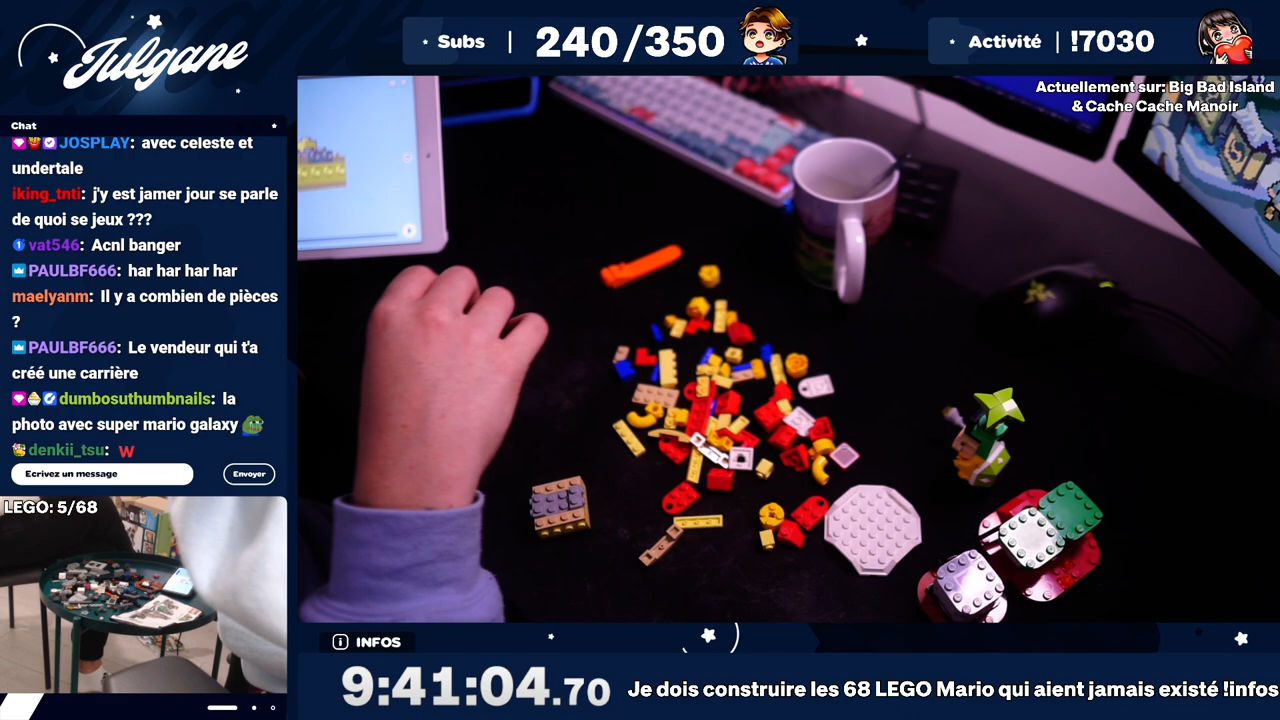 Julgane
Subs | 240/350
Activité | !7030
Actuellement sur: Big Bad Island
& Cache Cache Manoir
Chat
JOSPLAY: avec celeste et
undertale
iking_tnti: j'y est jamer jour se parle
de quoi se jeux ???
1 vat546: Acnl banger
PAULBF666: har har har har
maelyanm: Il y a combien de pièces
?
PAULBF666: Le vendeur qui t'a
créé une carrière
dumbosuthumbnails: la
photo avec super mario galaxy
denkii_tsu: W
Ecrivez un message
Envoyer
LEGO: 5/68
i INFOS
9:41:04.70
Je dois construire les 68 LEGO Mario qui aient jamais existé !infos